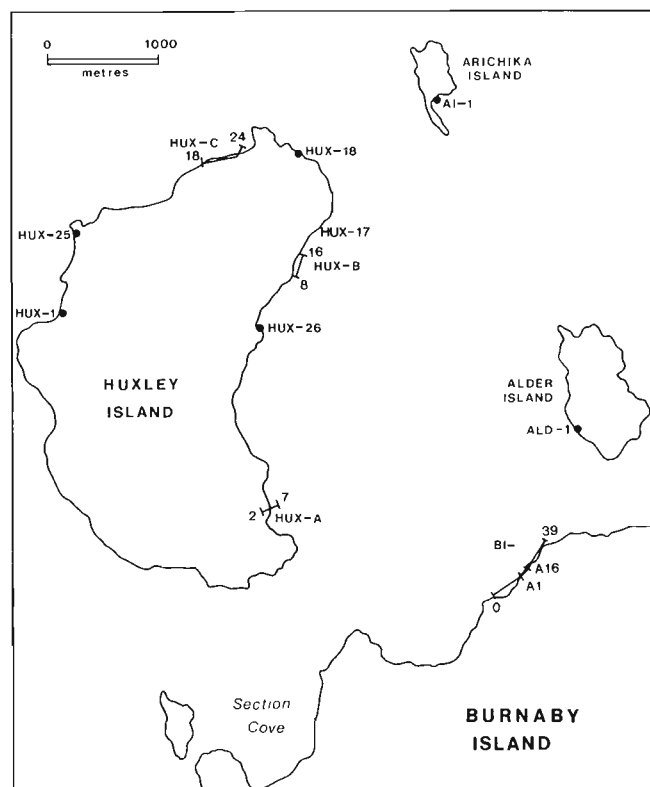 0 1000
metres
ARICHIKA
ISLAND
AI-1
HUX-C
24
18
HUX-18
HUX-25
HUX-17
16
HUX-B
8
HUX-1
HUX-26
HUXLEY
ISLAND
ALDER
ISLAND
ALD-1
7
2
HUX-A
39
BI-
A16
A1
0
Section
Cove
BURNABY
ISLAND